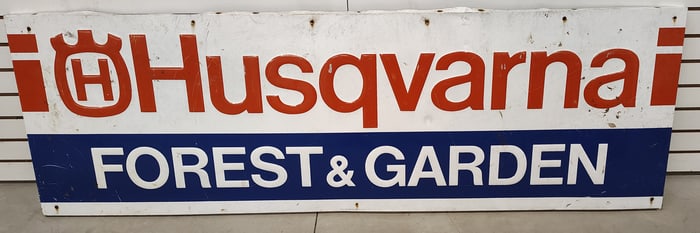 H Husqvarna
FOREST & GARDEN